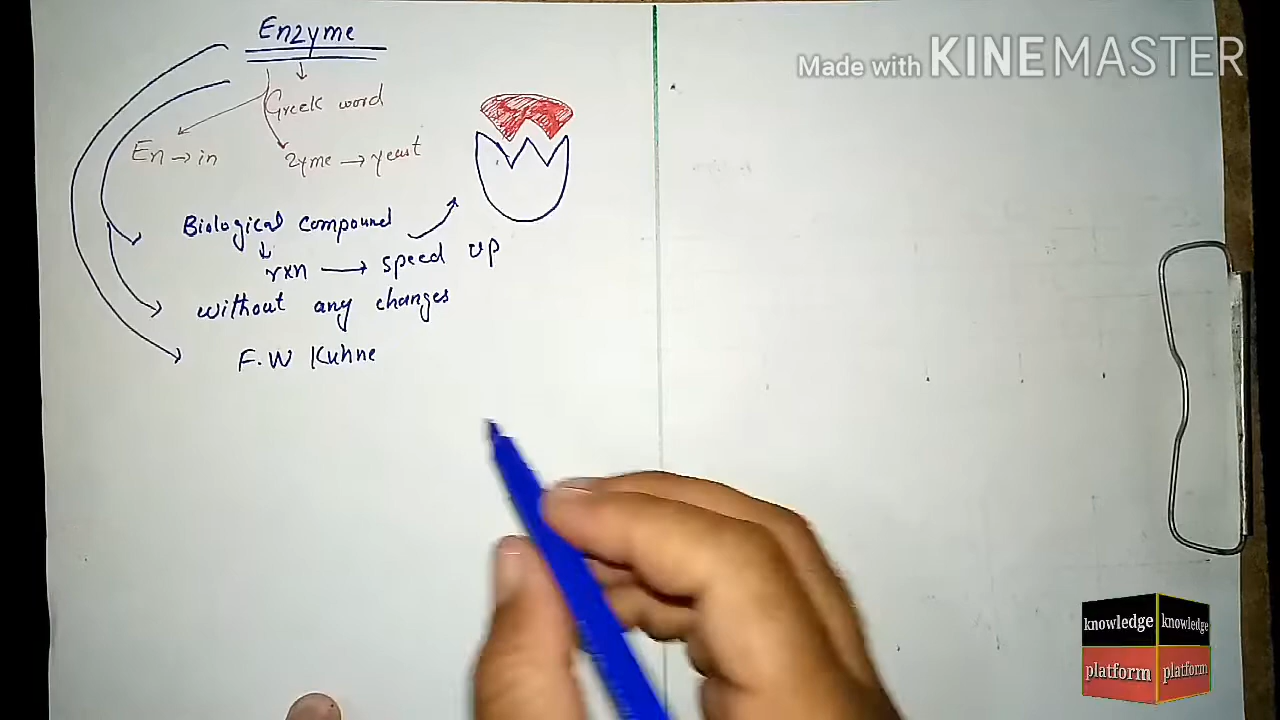 Enzyme
Greek word
En → in
zyme → yeast
Biological compound
rxn → speed up
without any changes
F.W Kuhne
Made with KINEMASTER
knowledge knowledge
platform platform